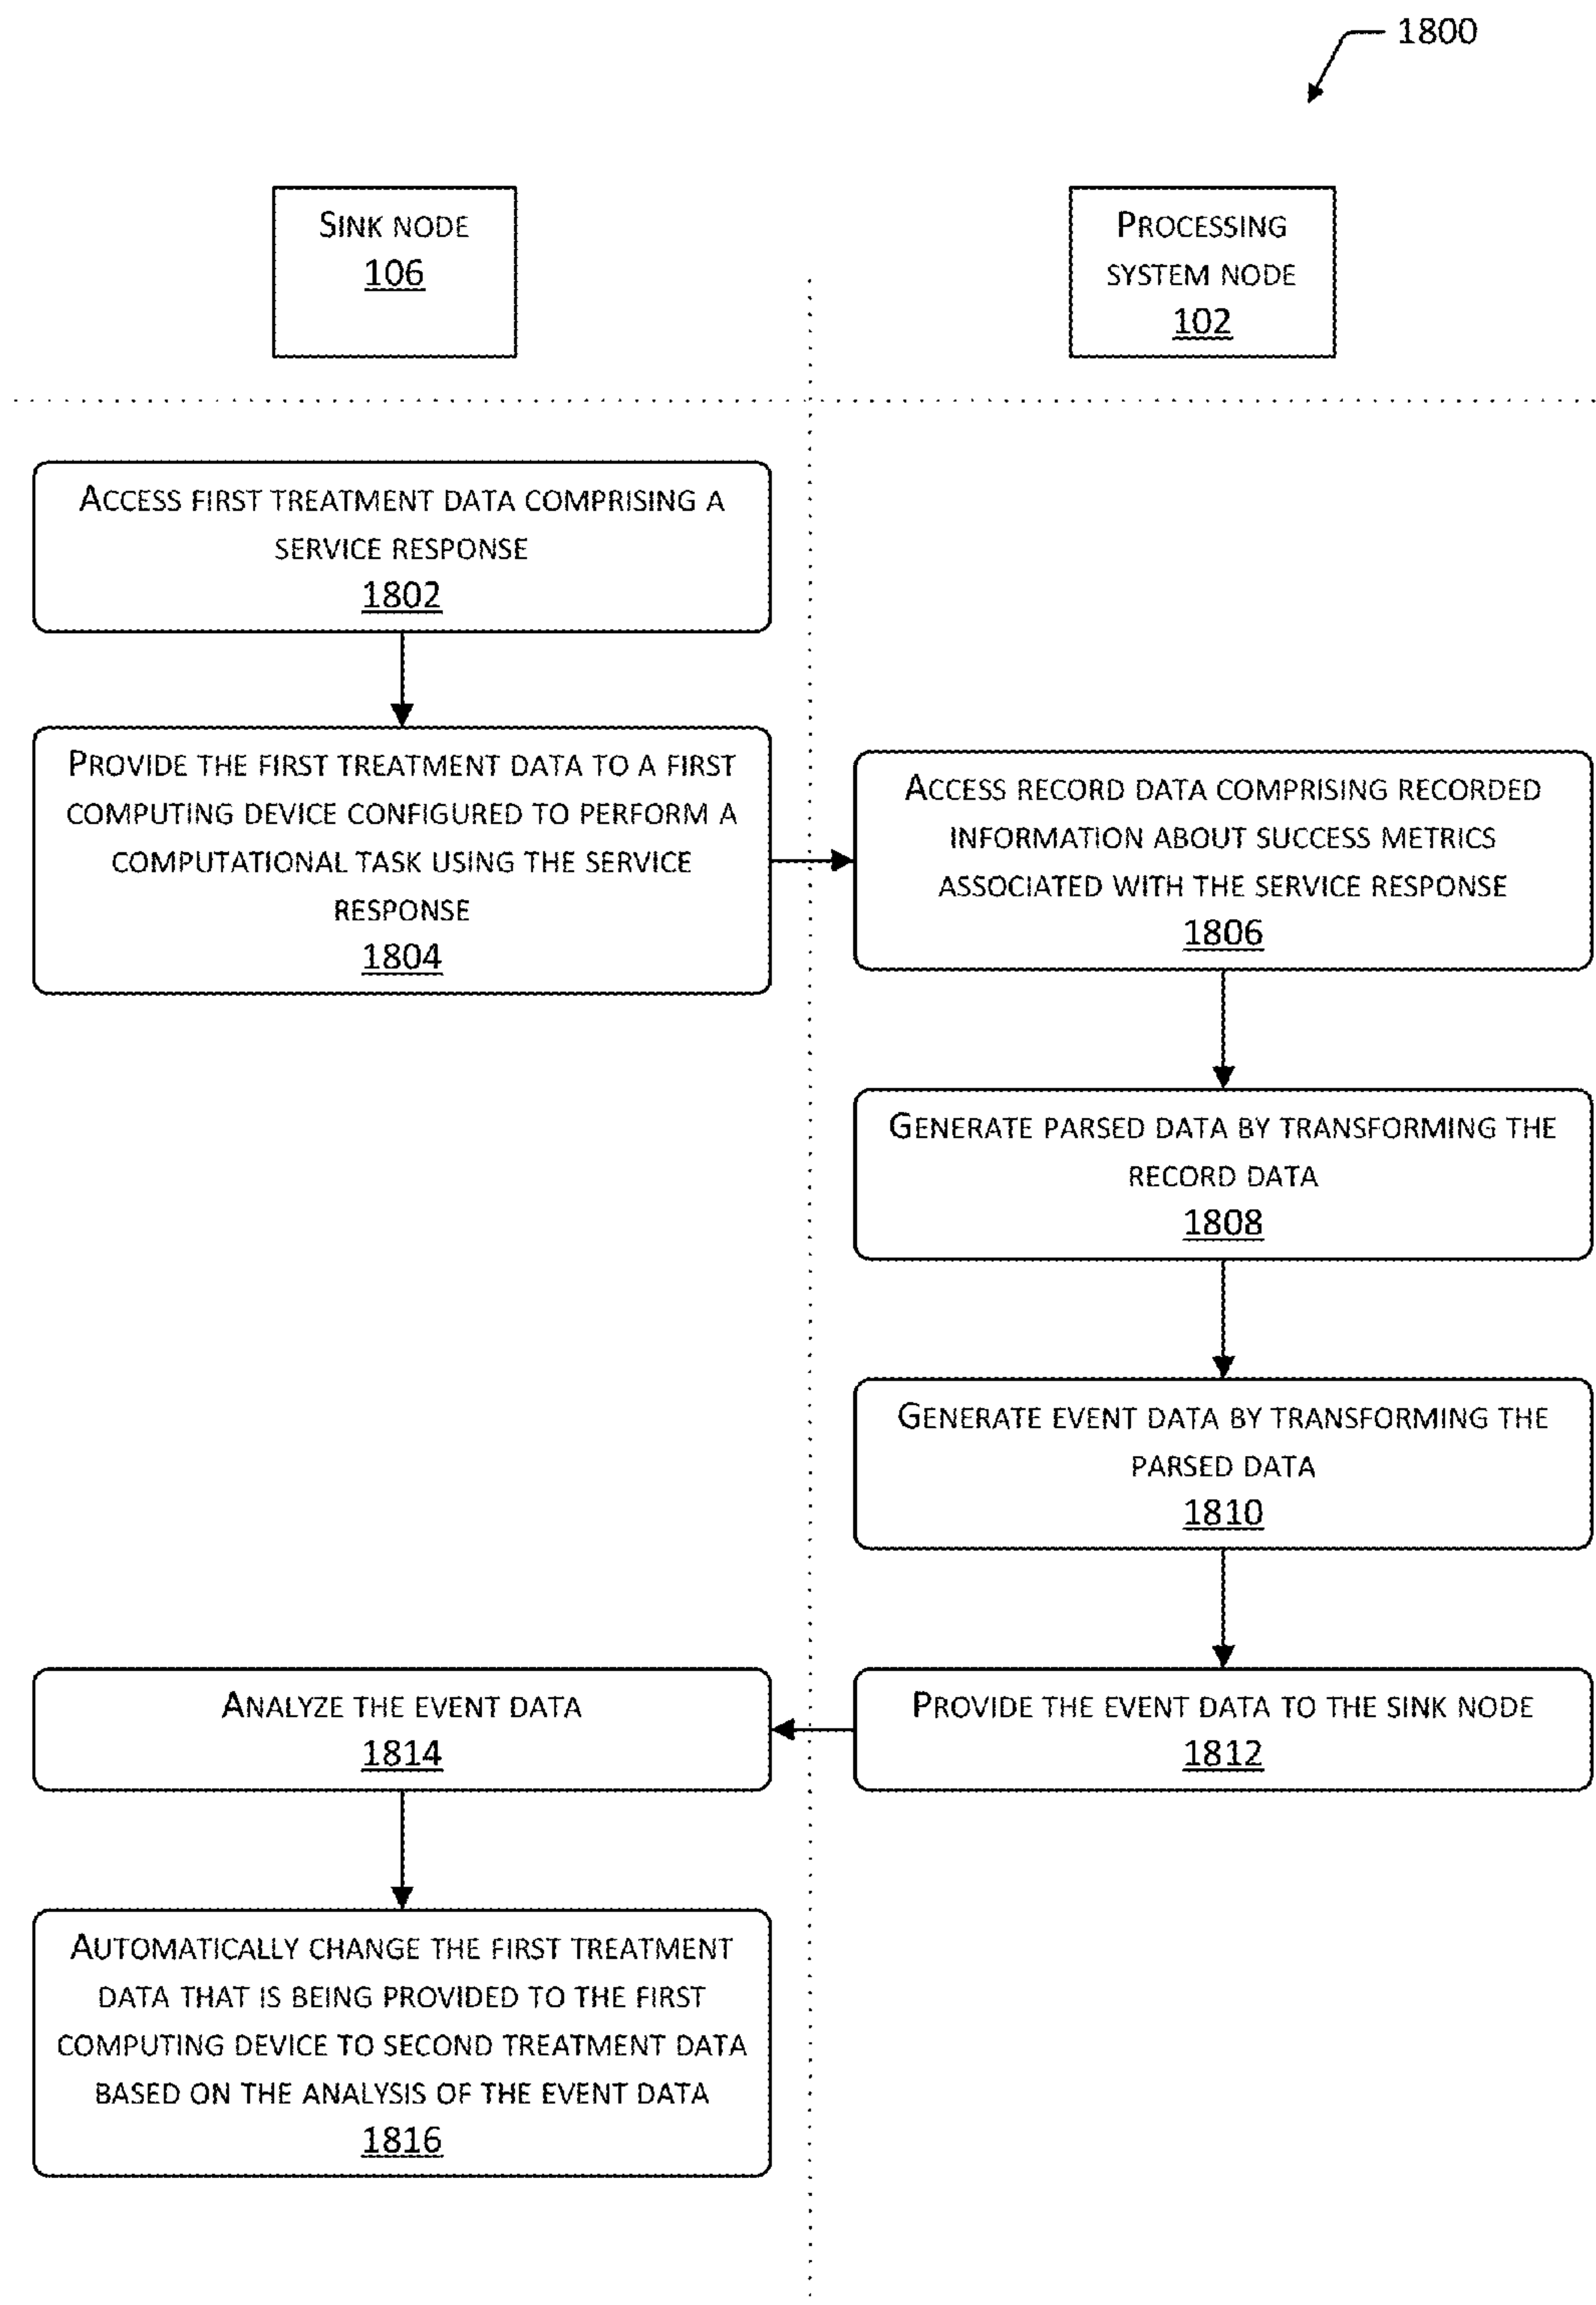 1800
SINK NODE
106
PROCESSING
SYSTEM NODE
102
ACCESS FIRST TREATMENT DATA COMPRISING A
SERVICE RESPONSE
1802
PROVIDE THE FIRST TREATMENT DATA TO A FIRST
COMPUTING DEVICE CONFIGURED TO PERFORM A
COMPUTATIONAL TASK USING THE SERVICE
RESPONSE
1804
ACCESS RECORD DATA COMPRISING RECORDED
INFORMATION ABOUT SUCCESS METRICS
ASSOCIATED WITH THE SERVICE RESPONSE
1806
GENERATE PARSED DATA BY TRANSFORMING THE
RECORD DATA
1808
GENERATE EVENT DATA BY TRANSFORMING THE
PARSED DATA
1810
PROVIDE THE EVENT DATA TO THE SINK NODE
1812
ANALYZE THE EVENT DATA
1814
AUTOMATICALLY CHANGE THE FIRST TREATMENT
DATA THAT IS BEING PROVIDED TO THE FIRST
COMPUTING DEVICE TO SECOND TREATMENT DATA
BASED ON THE ANALYSIS OF THE EVENT DATA
1816